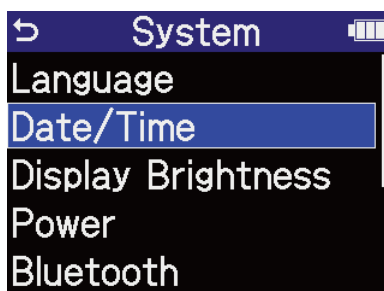 System
Language
Date/Time
Display Brightness
Power
Bluetooth